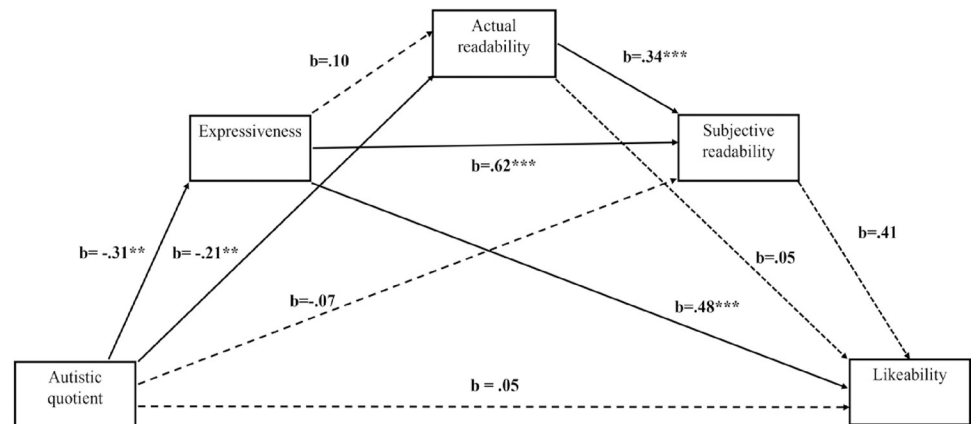 Actual
readability
b=.10
b=.34***
Expressiveness
Subjective
readability
b=.62***
b= -.31**
b= -.21**
b=.05
b=.41
b=-.07
b=.48***
Autistic
quotient
b = .05
Likeability